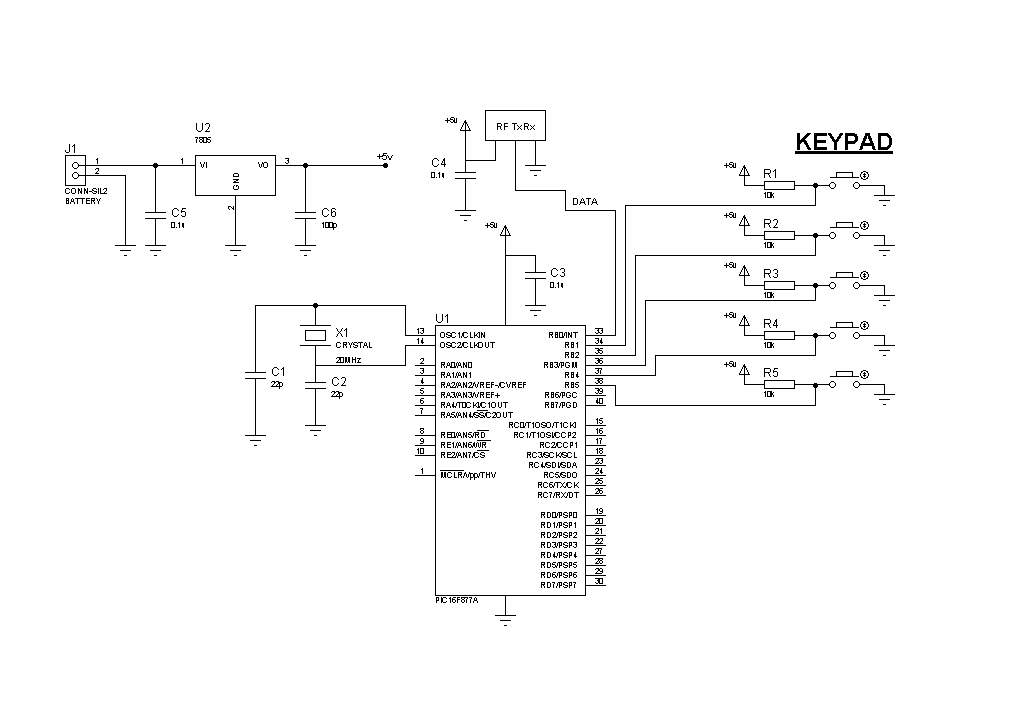 KEYPAD
J1
1
2
CONN-SIL2
BATTERY
U2
7805
1
VI
VO
3
GND
2
+5v
C5
0.1u
C6
100p
+5v
RF TxRx
C4
0.1u
DATA
+5v
C3
0.1u
+5v
R1
10k
+5v
R2
10k
+5v
R3
10k
+5v
R4
10k
+5v
R5
10k
X1
CRYSTAL
20MHz
C1
22p
C2
22p
U1
13 OSC1/CLKIN
14 OSC2/CLKOUT
2 RA0/AN0
3 RA1/AN1
4 RA2/AN2/VREF-/CVREF
5 RA3/AN3/VREF+
6 RA4/T0CKI/C1OUT
7 RA5/AN4/SS/C2OUT
8 RE0/AN5/RD
9 RE1/AN6/WR
10 RE2/AN7/CS
1 MCLR/Vpp/THV
RB0/INT 33
RB1 34
RB2 35
RB3/PGM 36
RB4 37
RB5 38
RB6/PGC 39
RB7/PGD 40
RC0/T1OSO/T1CKI 15
RC1/T1OSI/CCP2 16
RC2/CCP1 17
RC3/SCK/SCL 18
RC4/SDI/SDA 23
RC5/SDO 24
RC6/TX/CK 25
RC7/RX/DT 26
RD0/PSP0 19
RD1/PSP1 20
RD2/PSP2 21
RD3/PSP3 22
RD4/PSP4 27
RD5/PSP5 28
RD6/PSP6 29
RD7/PSP7 30
PIC16F877A